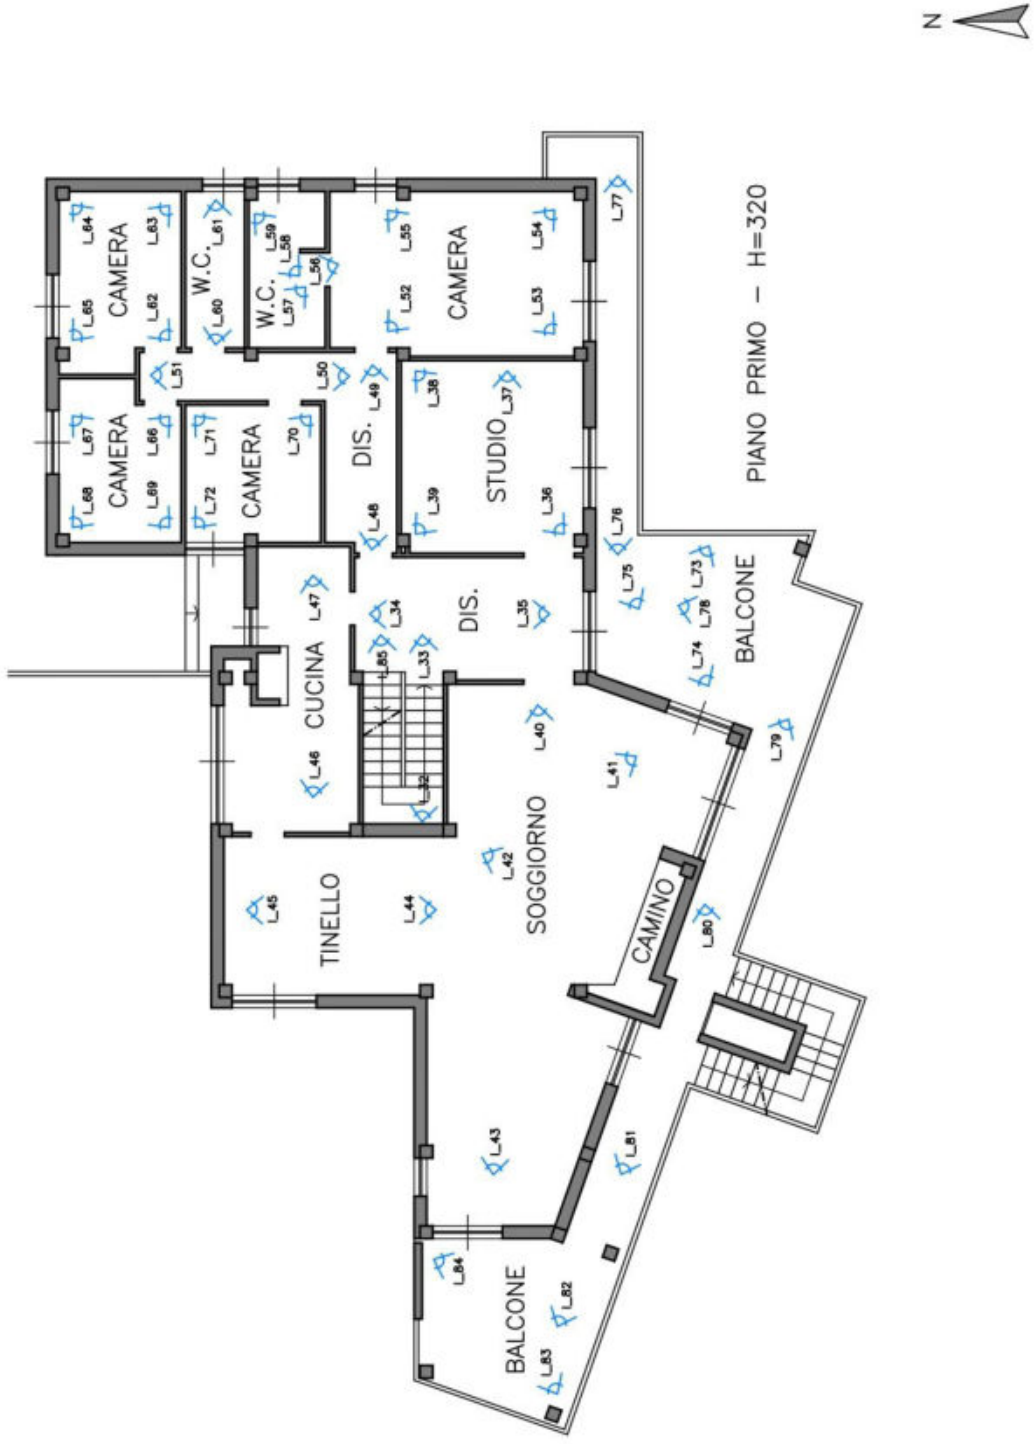 L_68
L_67
L_65
L_64
CAMERA
CAMERA
L_69
L_66
L_62
L_63
L_51
W.C.
L_72
L_71
L_60
L_61
CAMERA
W.C.
L_45
L_59
L_58
L_57
L_70
L_46
CUCINA
L_47
L_50
L_56
TINELLO
DIS.
L_48
L_49
L_85
L_34
L_52
L_55
L_44
L_32
L_33
L_39
L_38
CAMERA
L_84
DIS.
L_43
STUDIO
L_42
L_37
BALCONE
L_35
SOGGIORNO
L_53
L_54
L_40
L_83
L_36
L_82
L_41
L_76
L_77
L_75
L_81
CAMINO
L_74
L_73
L_78
L_80
BALCONE
PIANO PRIMO – H=320
L_79
N